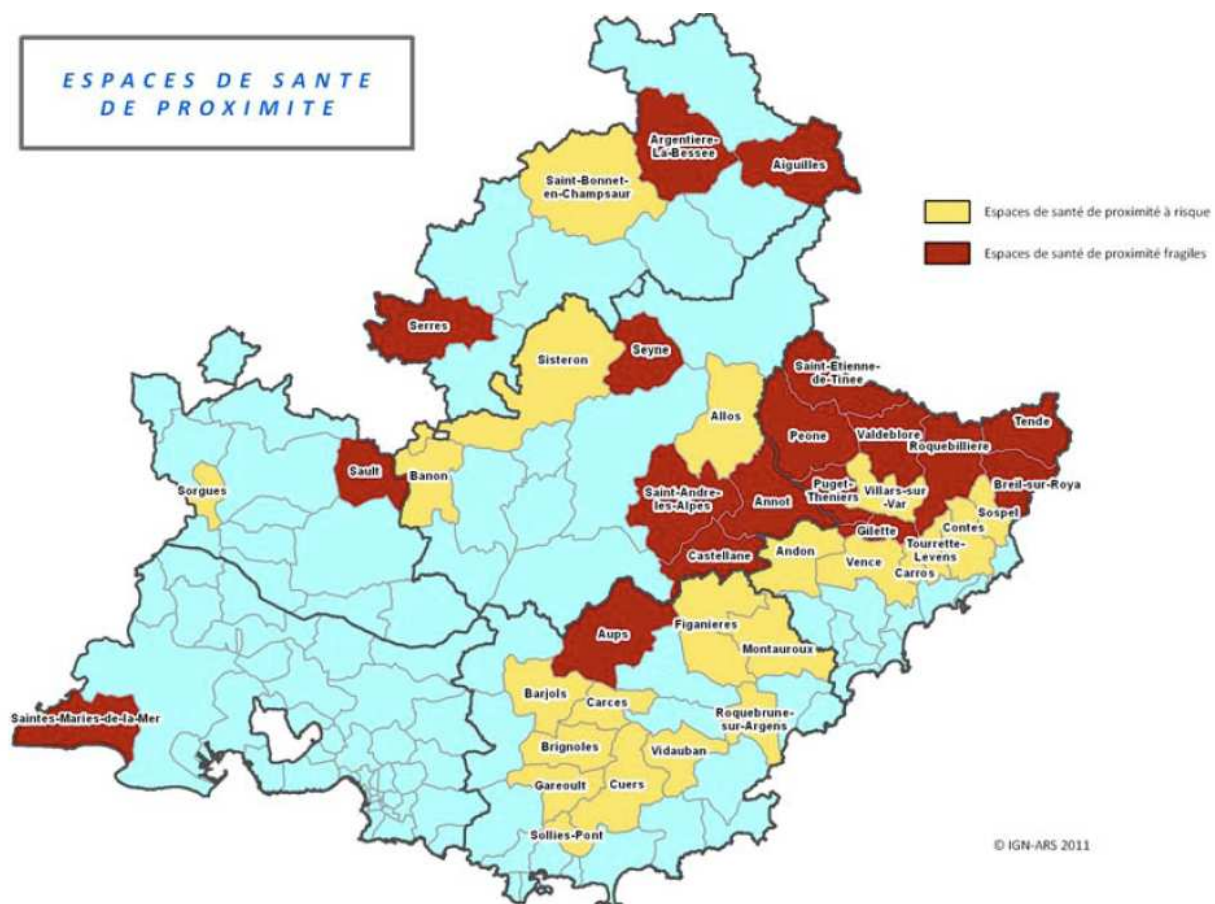 ESPACES DE SANTE
DE PROXIMITE
Argentiere-
La-Bessee
Aiguilles
Saint-Bonnet-
en-Champsaur
Espaces de santé de proximité à risque
Espaces de santé de proximité fragiles
Serres
Seyne
Sisteron
Saint-Etienne-
de-Tinee
Allos
Tende
Peone
Valdeblore
Roquebilliere
Sault
Banon
Sorgues
Puget-
Theniers
Villars-sur
-Var
Breil-sur-Roya
Saint-Andre-
les-Alpes
Annot
Sospel
Contes
Gilette
Castellane
Andon
Tourrette-
Levens
Vence
Carros
Aups
Figanieres
Montauroux
Barjols
Carces
Saintes-Maries-de-la-Mer
Roquebrune-
sur-Argens
Brignoles
Vidauban
Gareoult
Cuers
Sollies-Pont
© IGN-ARS 2011